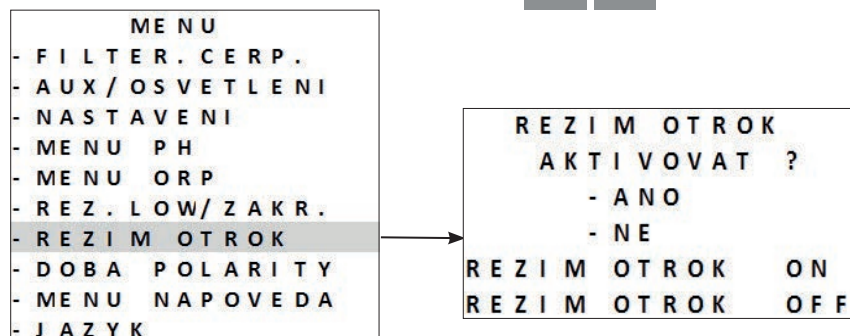 MENU
- FILTER. CERP.
- AUX/OSVETLENI
- NASTAVENI
- MENU PH
- MENU ORP
- REZ. LOW/ZAKR.
- REZIM OTROK
- DOBA POLARITY
- MENU NAPOVEDA
- JAZYK
REZIM OTROK
AKTIVOVAT ?
- ANO
- NE
REZIM OTROK ON
REZIM OTROK OFF